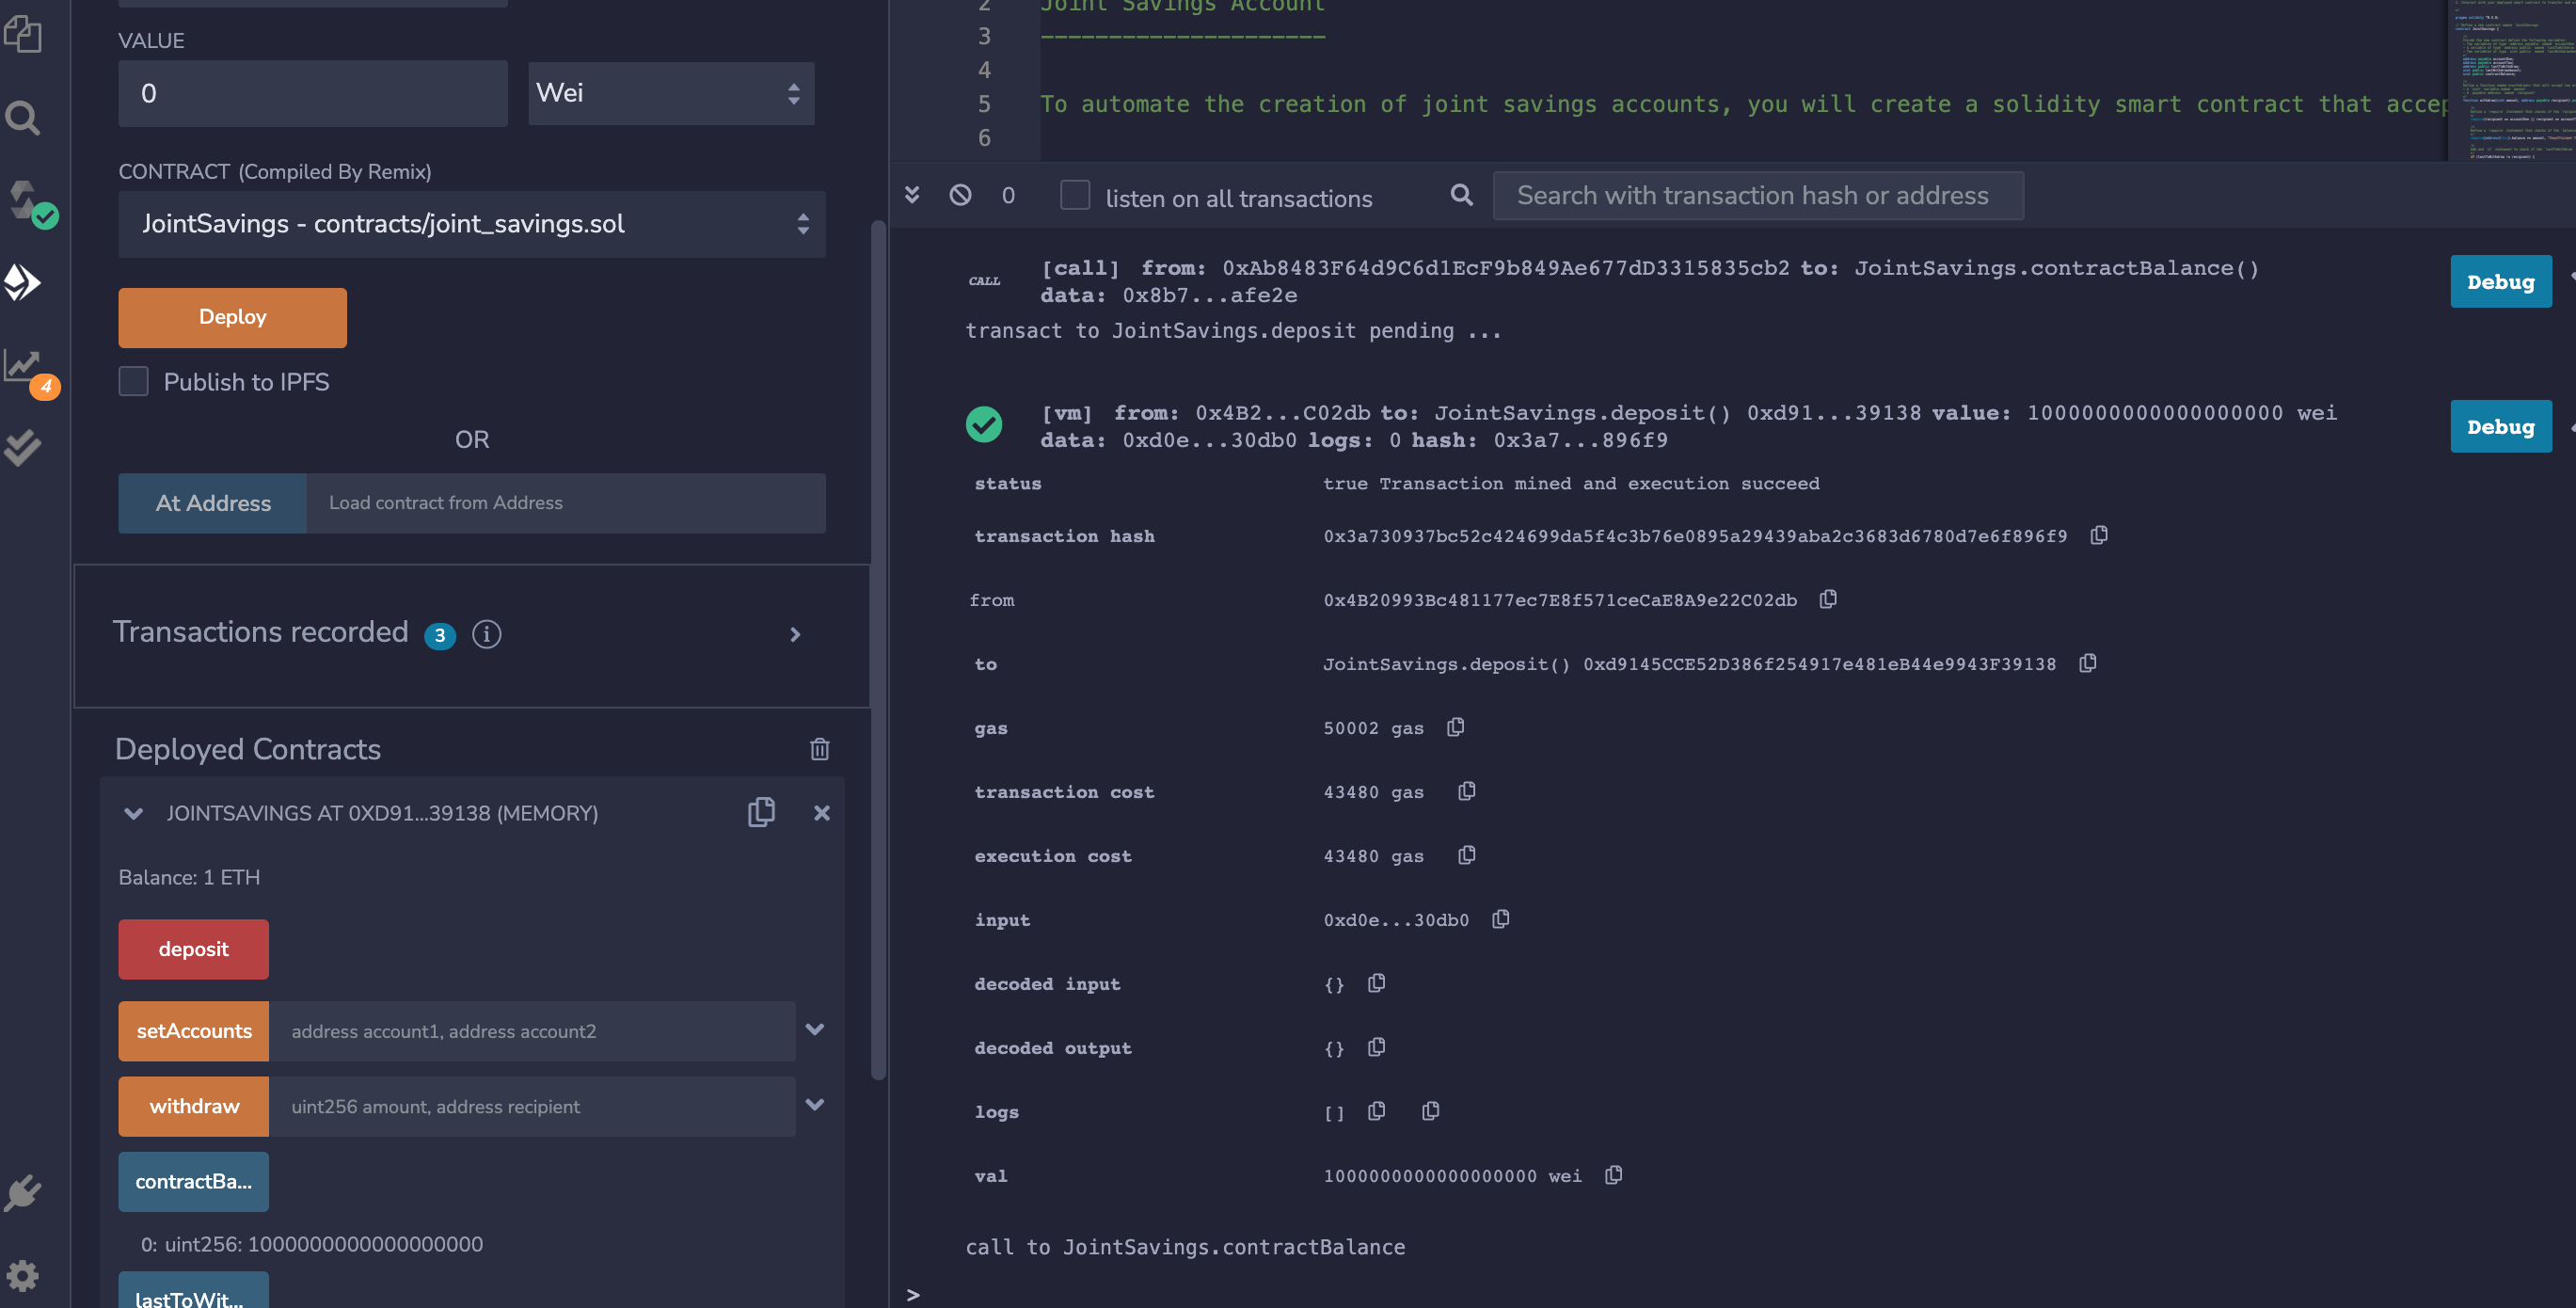 VALUE
0
Wei
CONTRACT (Compiled By Remix)
JointSavings - contracts/joint_savings.sol
Deploy
Publish to IPFS
OR
At Address
Load contract from Address
Transactions recorded 3 i
Deployed Contracts
JOINTSAVINGS AT 0XD91...39138 (MEMORY)
Balance: 1 ETH
deposit
setAccounts
address account1, address account2
withdraw
uint256 amount, address recipient
contractBa...
0: uint256: 1000000000000000000
lastToWit...
4
2 Joint Savings Account
3 ---------------------
4
5 To automate the creation of joint savings accounts, you will create a solidity smart contract that accep
6
0
listen on all transactions
Search with transaction hash or address
CALL
[call] from: 0xAb8483F64d9C6d1EcF9b849Ae677dD3315835cb2 to: JointSavings.contractBalance()
data: 0x8b7...afe2e
Debug
transact to JointSavings.deposit pending ...
[vm] from: 0x4B2...C02db to: JointSavings.deposit() 0xd91...39138 value: 1000000000000000000 wei
data: 0xd0e...30db0 logs: 0 hash: 0x3a7...896f9
Debug
status true Transaction mined and execution succeed
transaction hash 0x3a730937bc52c424699da5f4c3b76e0895a29439aba2c3683d6780d7e6f896f9
from 0x4B20993Bc481177ec7E8f571ceCaE8A9e22C02db
to JointSavings.deposit() 0xd9145CCE52D386f254917e481eB44e9943F39138
gas 50002 gas
transaction cost 43480 gas
execution cost 43480 gas
input 0xd0e...30db0
decoded input {}
decoded output {}
logs []
val 1000000000000000000 wei
call to JointSavings.contractBalance
>